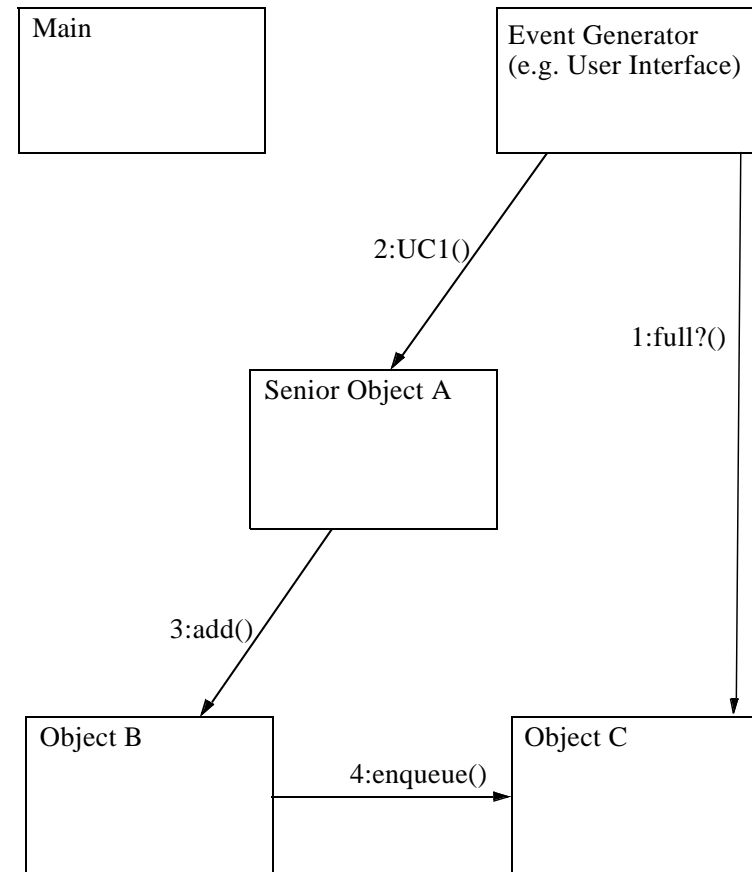 Main
Event Generator
(e.g. User Interface)
2:UC1()
1:full?()
Senior Object A
3:add()
Object B
Object C
4:enqueue()